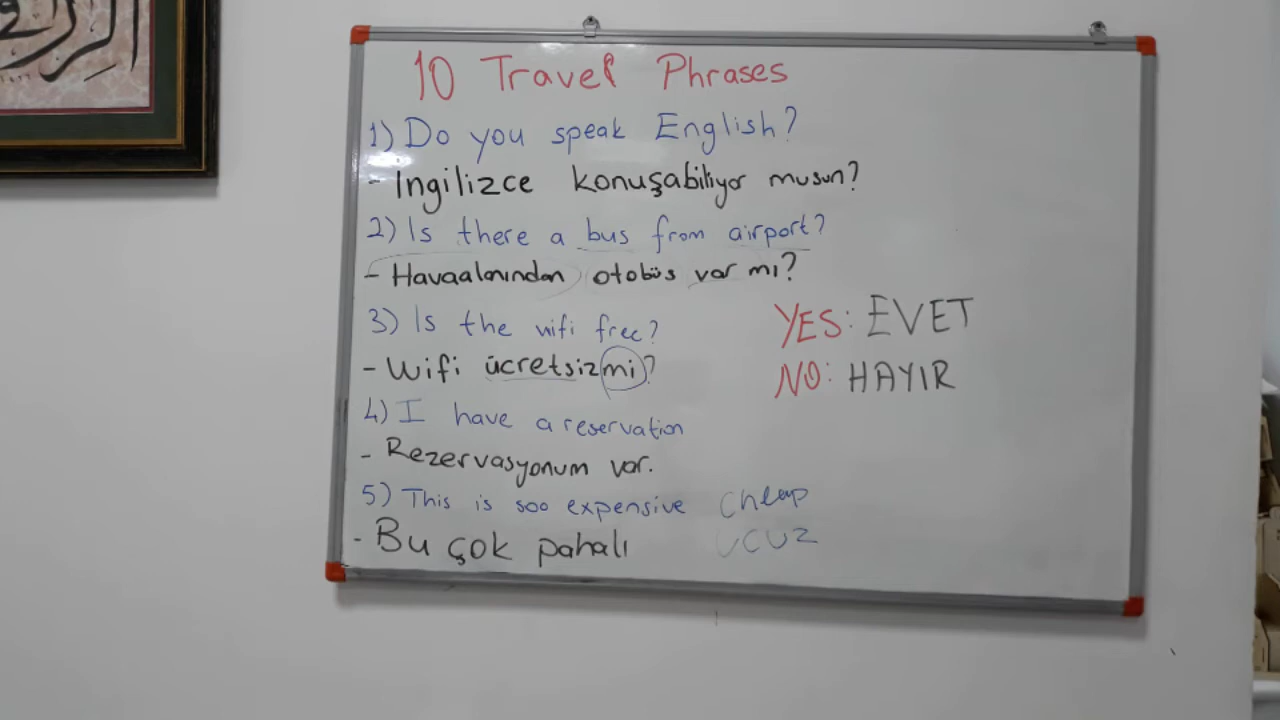 10 Travel Phrases
1) Do you speak English?
- Ingilizce konuşabiliyor musun?
2) Is there a bus from airport?
- Havaalanından otobüs var mı?
3) Is the wifi free?
- Wifi ücretsiz mi?
YES: EVET
NO: HAYIR
4) I have a reservation
- Rezervasyonum var.
5) This is soo expensive cheap
- Bu çok pahalı UCUZ